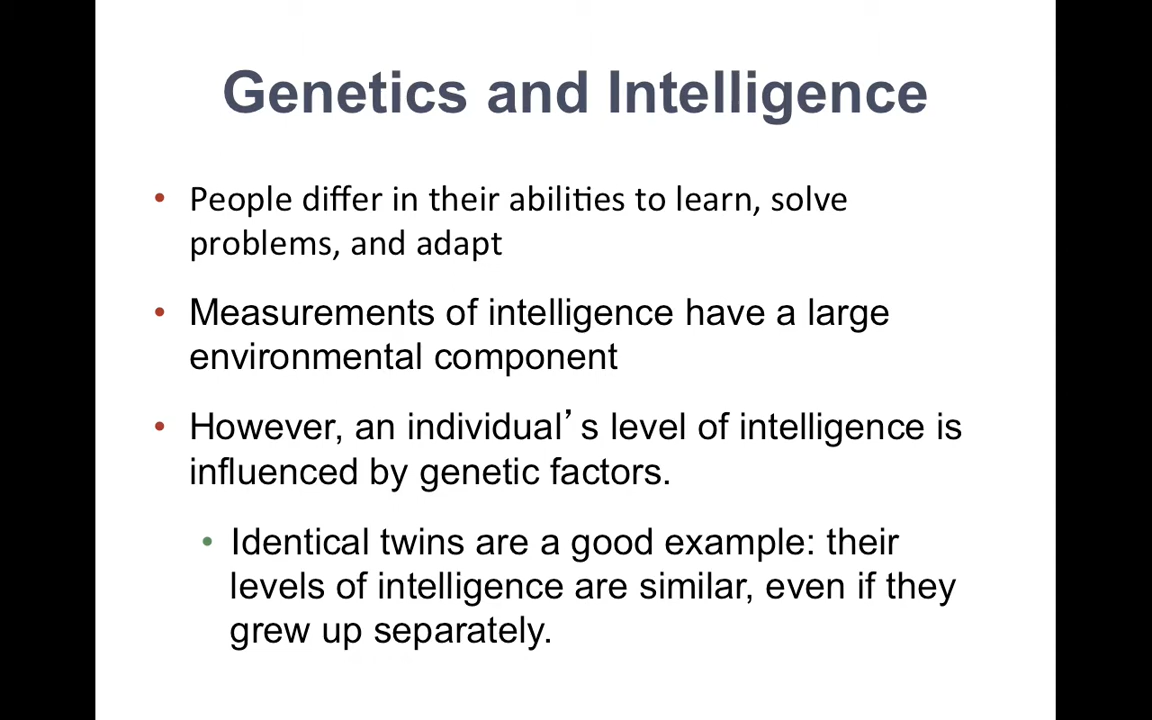 Genetics and Intelligence
• People differ in their abilities to learn, solve
problems, and adapt
• Measurements of intelligence have a large
environmental component
• However, an individual’s level of intelligence is
influenced by genetic factors.
• Identical twins are a good example: their
levels of intelligence are similar, even if they
grew up separately.